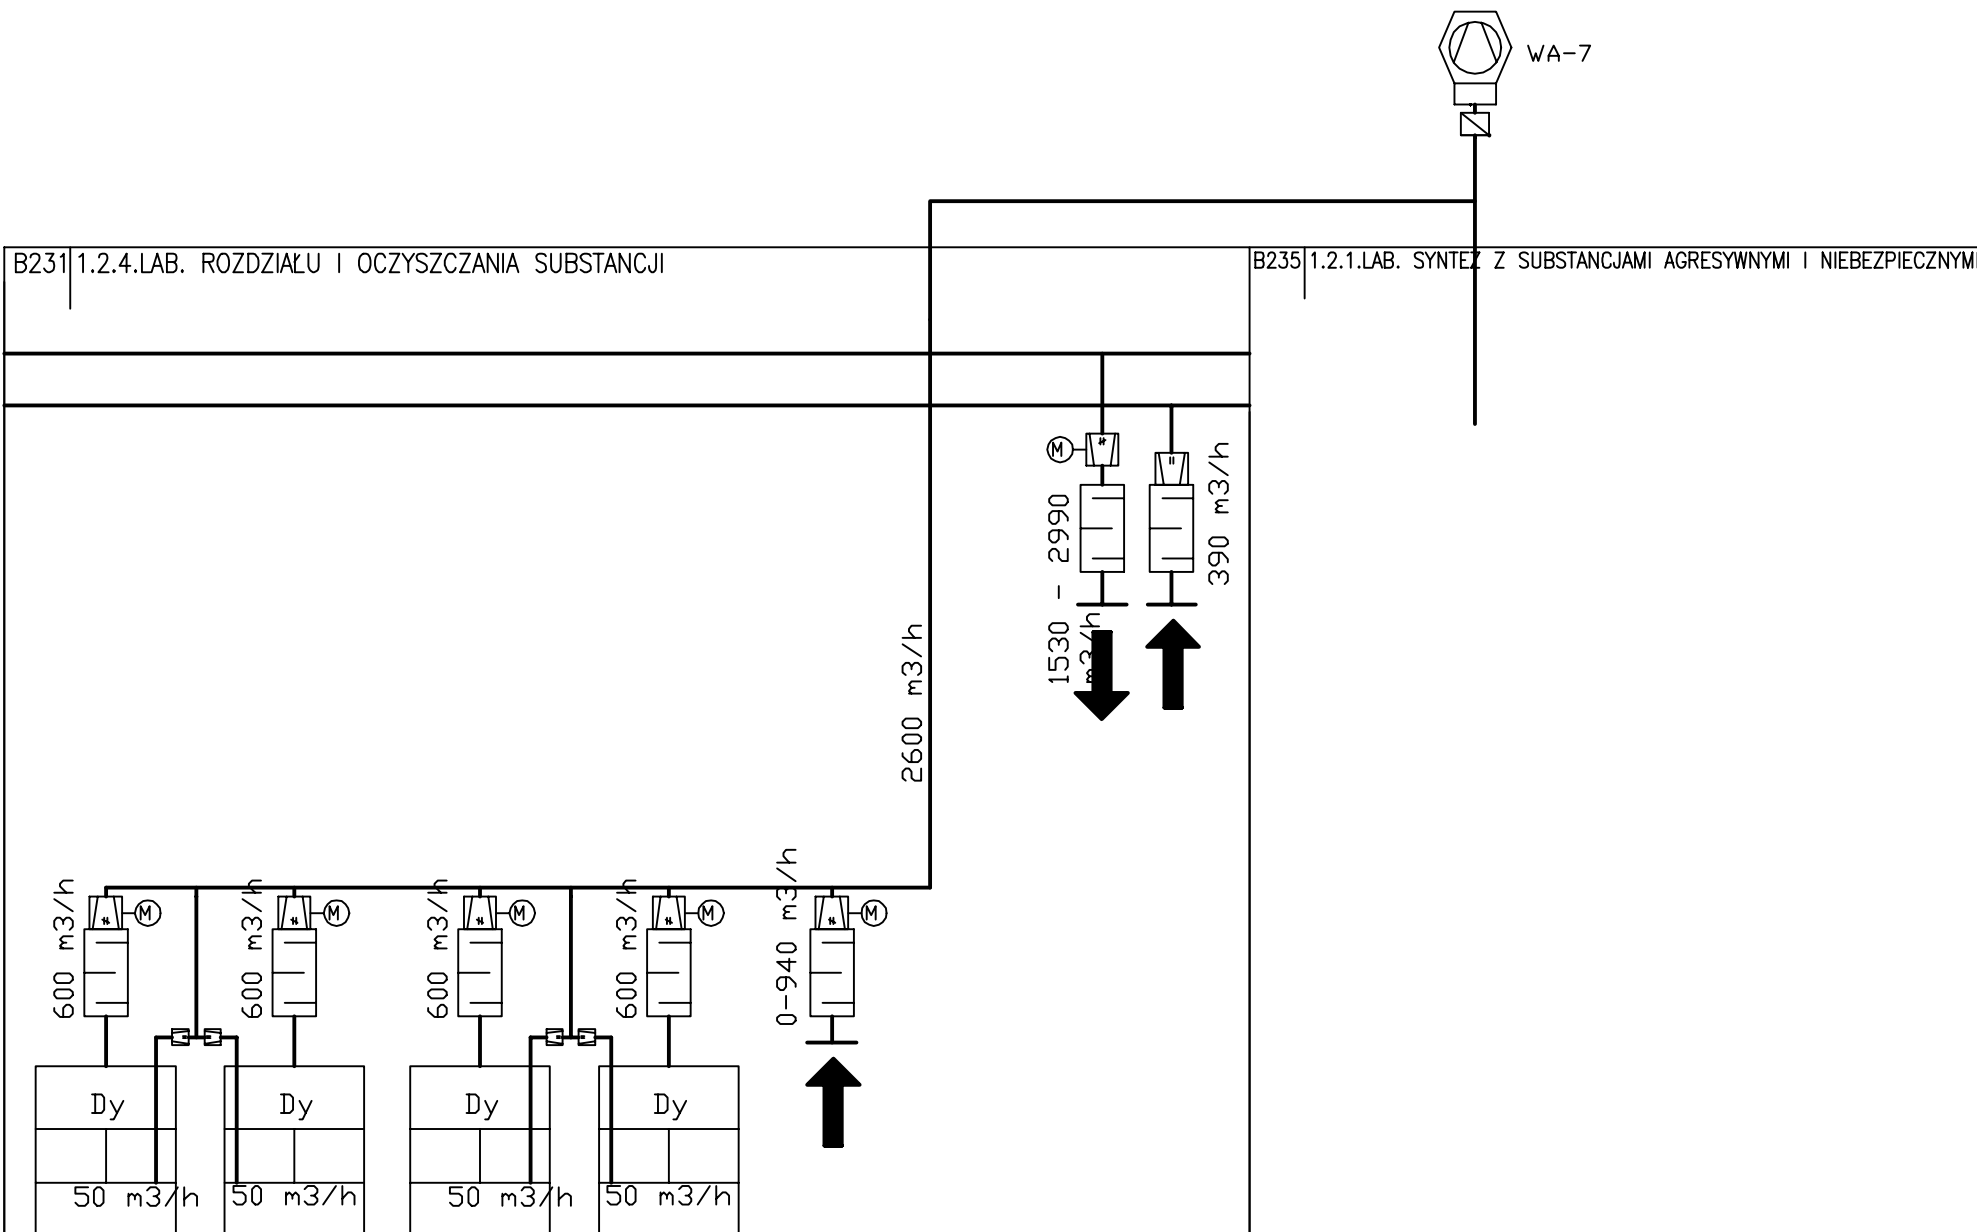 WA-7
B231 1.2.4.LAB. ROZDZIAŁU I OCZYSZCZANIA SUBSTANCJI
B235 1.2.1.LAB. SYNTEZ Z SUBSTANCJAMI AGRESYWNYMI I NIEBEZPIECZNYMI
M
1530 - 2990
m3/h
390 m3/h
2600 m3/h
600 m3/h
M
600 m3/h
M
600 m3/h
M
600 m3/h
M
0-940 m3/h
M
Dy
Dy
Dy
Dy
50 m3/h
50 m3/h
50 m3/h
50 m3/h